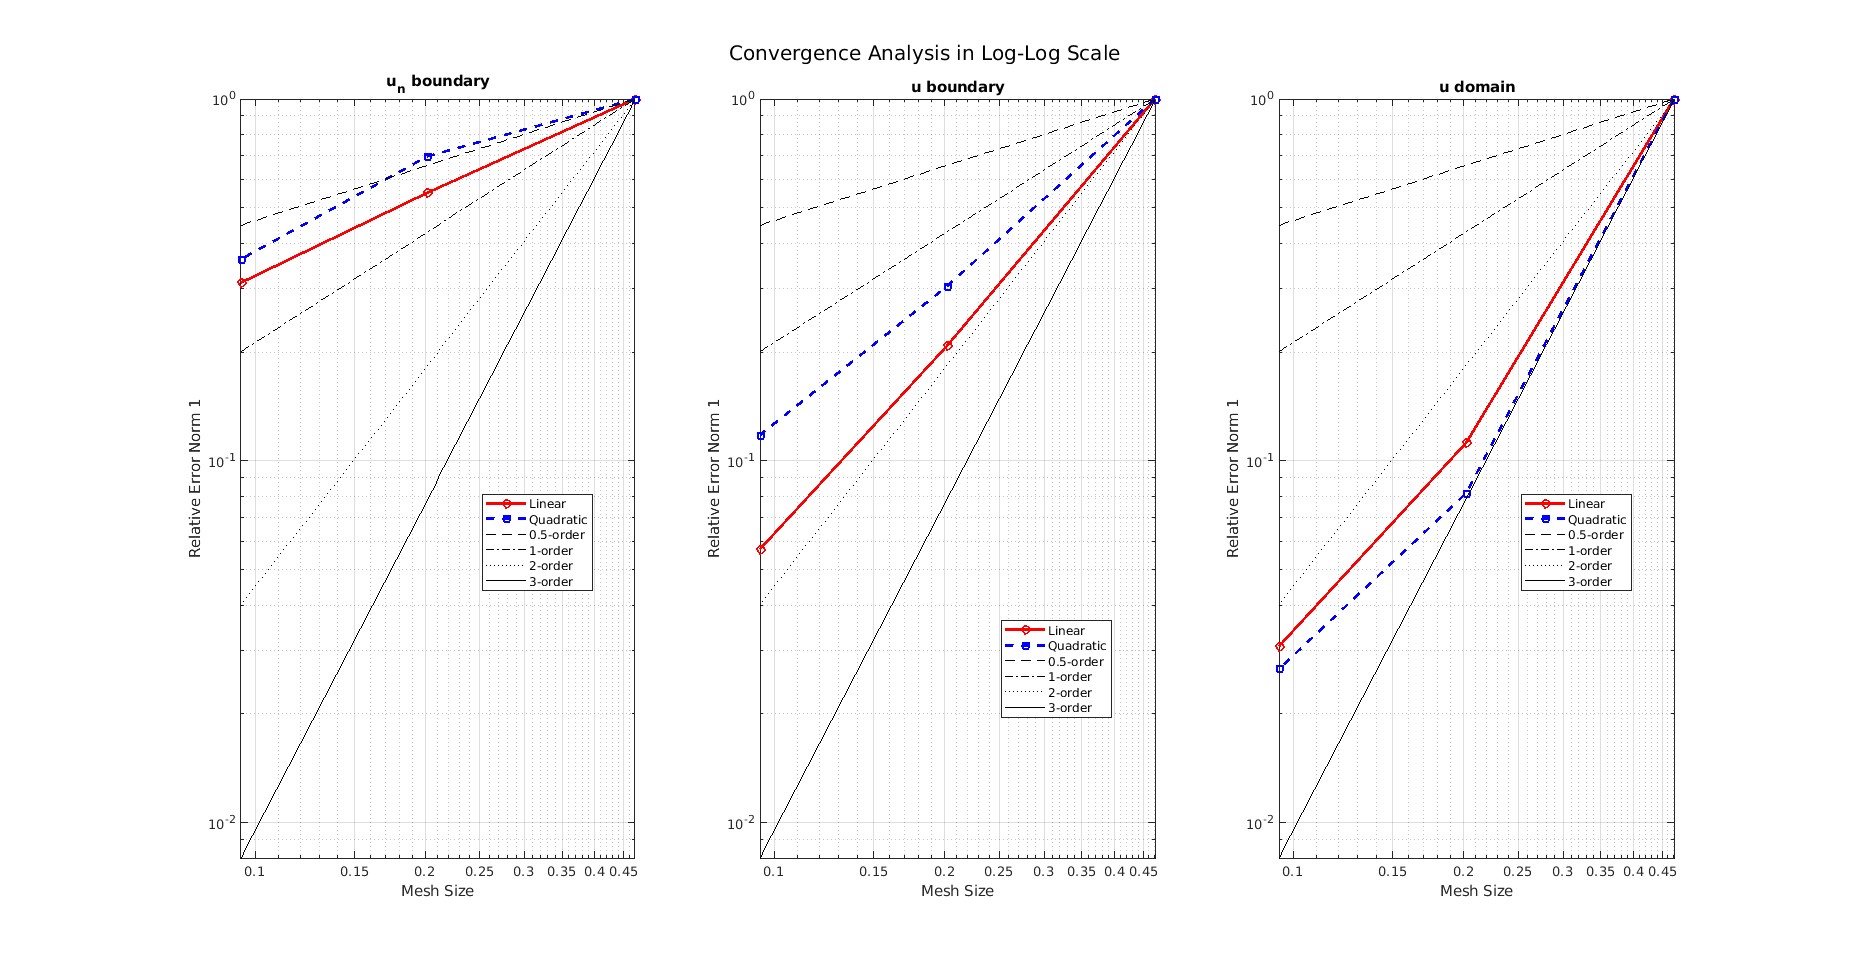 Convergence Analysis in Log-Log Scale
u_n boundary
10^0
10^-1
10^-2
Relative Error Norm 1
Linear
Quadratic
0.5-order
1-order
2-order
3-order
0.1 0.15 0.2 0.25 0.3 0.35 0.4 0.45
Mesh Size
u boundary
10^0
10^-1
10^-2
Relative Error Norm 1
Linear
Quadratic
0.5-order
1-order
2-order
3-order
0.1 0.15 0.2 0.25 0.3 0.35 0.4 0.45
Mesh Size
u domain
10^0
10^-1
10^-2
Relative Error Norm 1
Linear
Quadratic
0.5-order
1-order
2-order
3-order
0.1 0.15 0.2 0.25 0.3 0.35 0.4 0.45
Mesh Size